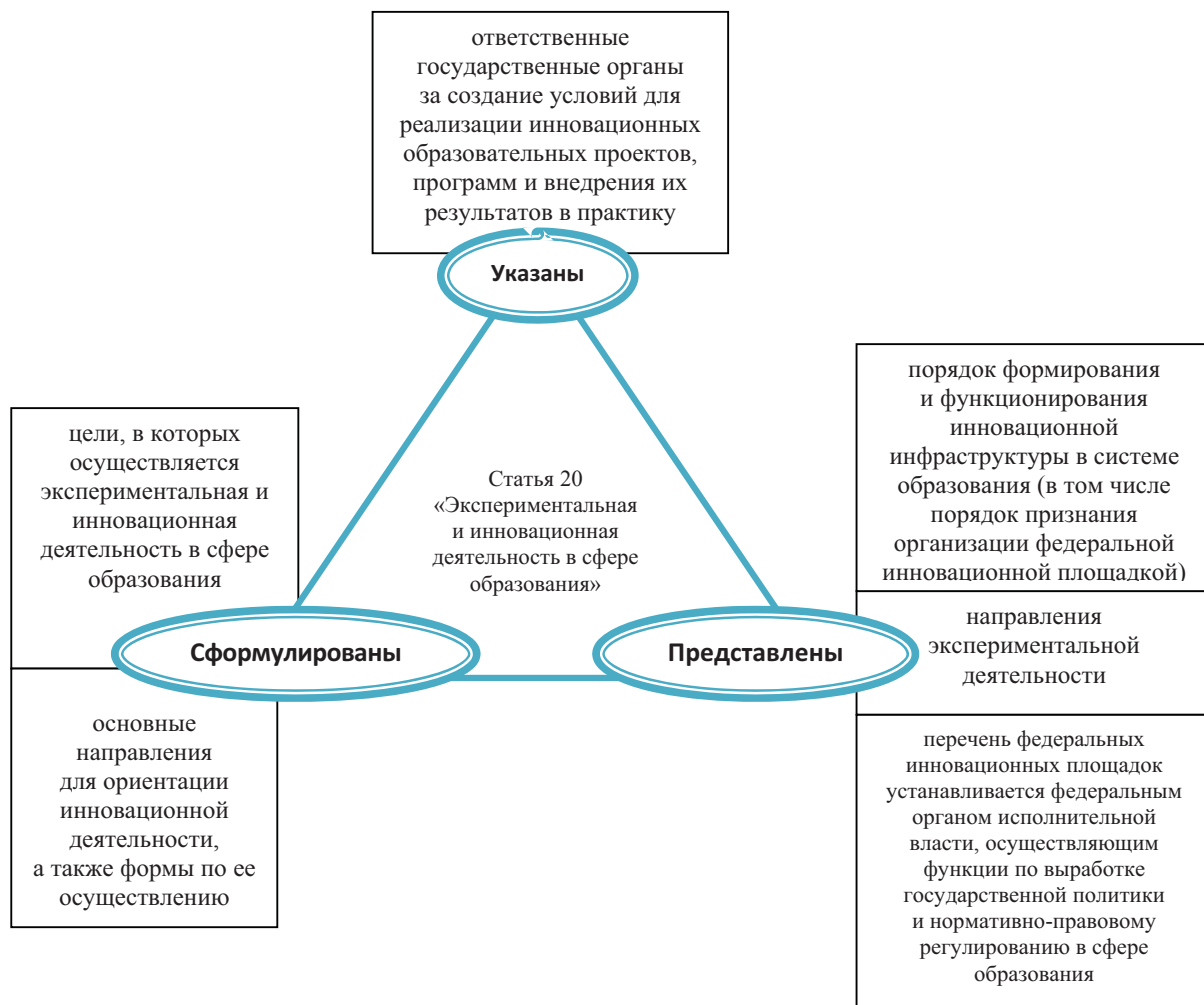 ответственные
государственные органы
за создание условий для
реализации инновационных
образовательных проектов,
программ и внедрения их
результатов в практику
Указаны
цели, в которых
осуществляется
экспериментальная и
инновационная
деятельность в сфере
образования
Статья 20
«Экспериментальная
и инновационная
деятельность в сфере
образования»
порядок формирования
и функционирования
инновационной
инфраструктуры в системе
образования (в том числе
порядок признания
организации федеральной
инновационной площадкой)
Сформулированы
Представлены
направления
экспериментальной
деятельности
основные
направления
для ориентации
инновационной
деятельности,
а также формы по ее
осуществлению
перечень федеральных
инновационных площадок
устанавливается федеральным
органом исполнительной
власти, осуществляющим
функции по выработке
государственной политики
и нормативно-правовому
регулированию в сфере
образования